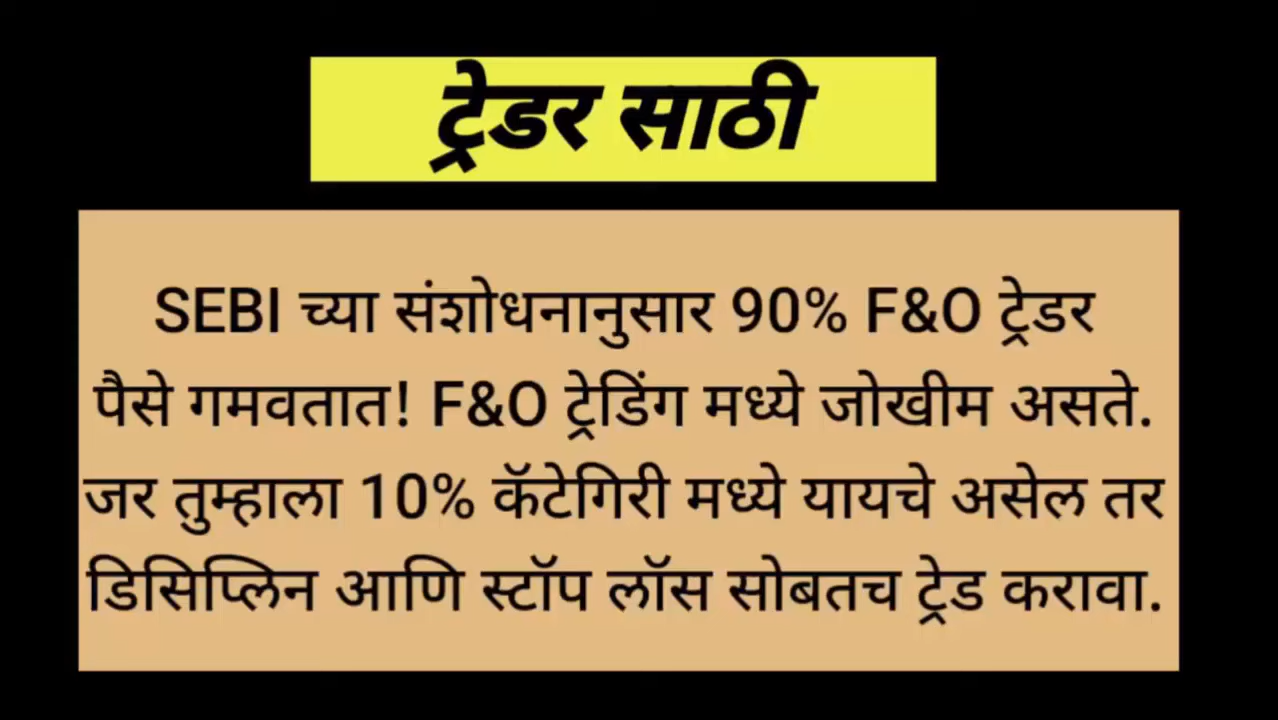 ट्रेडर साठी
SEBI च्या संशोधनानुसार 90% F&O ट्रेडर
पैसे गमवतात! F&O ट्रेडिंग मध्ये जोखीम असते.
जर तुम्हाला 10% कॅटेगिरी मध्ये यायचे असेल तर
डिसिप्लिन आणि स्टॉप लॉस सोबतच ट्रेड करावा.